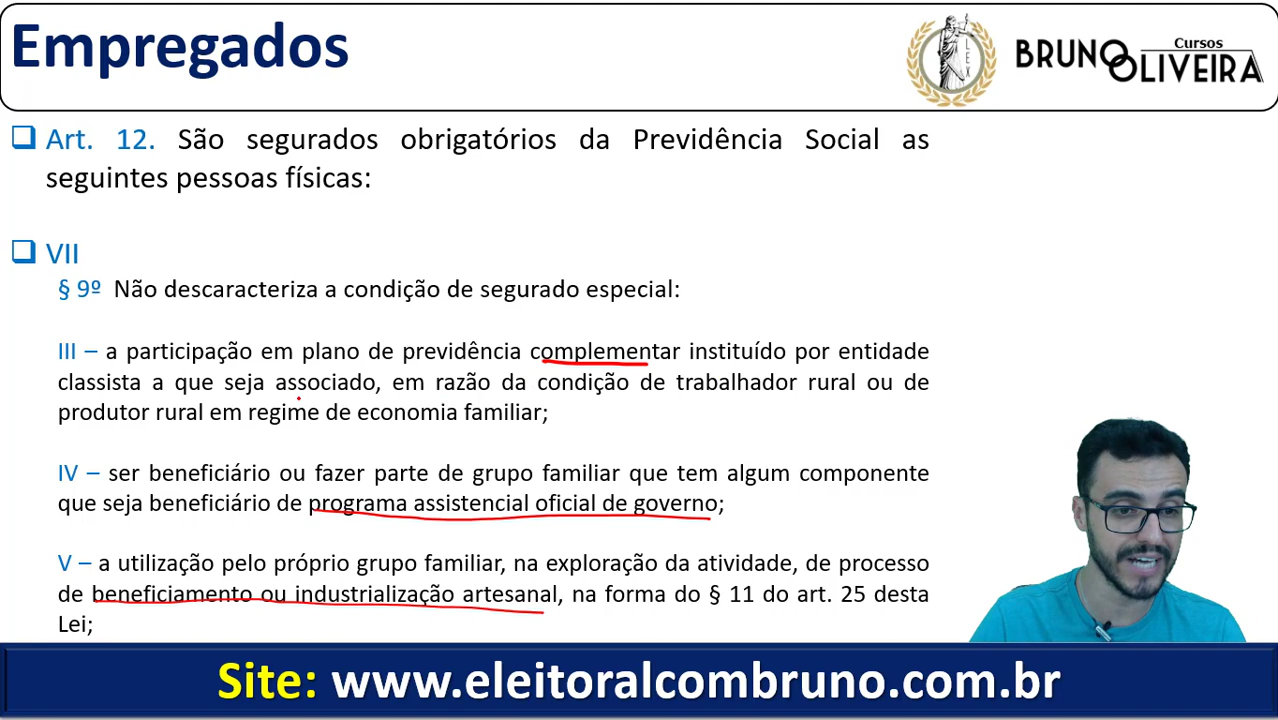 Empregados
Cursos
BRUNO
OLIVEIRA
LEX
Art. 12. São segurados obrigatórios da Previdência Social as
seguintes pessoas físicas:
VII
§ 9º Não descaracteriza a condição de segurado especial:
III – a participação em plano de previdência complementar instituído por entidade
classista a que seja associado, em razão da condição de trabalhador rural ou de
produtor rural em regime de economia familiar;
IV – ser beneficiário ou fazer parte de grupo familiar que tem algum componente
que seja beneficiário de programa assistencial oficial de governo;
V – a utilização pelo próprio grupo familiar, na exploração da atividade, de processo
de beneficiamento ou industrialização artesanal, na forma do § 11 do art. 25 desta
Lei;
Site: www.eleitoralcombruno.com.br